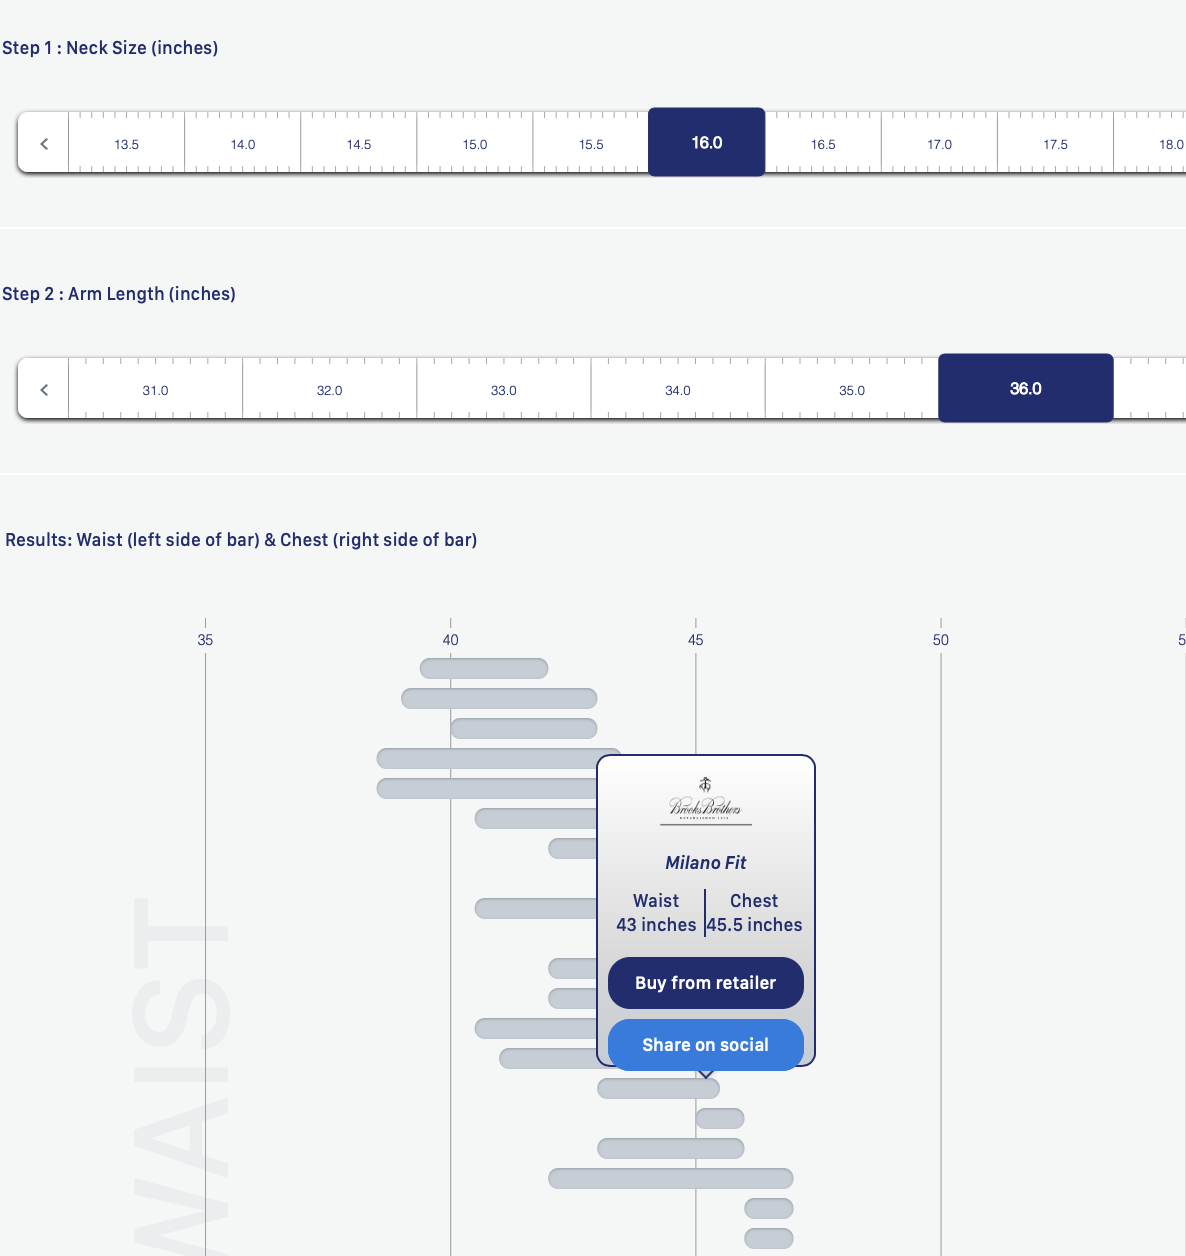 Step 1 : Neck Size (inches)
13.5 14.0 14.5 15.0 15.5 16.0 16.5 17.0 17.5 18.0
Step 2 : Arm Length (inches)
31.0 32.0 33.0 34.0 35.0 36.0
Results: Waist (left side of bar) & Chest (right side of bar)
35 40 45 50 5
Brooks Brothers
ESTABLISHED 1818
Milano Fit
Waist Chest
43 inches 45.5 inches
Buy from retailer
Share on social
WAIST